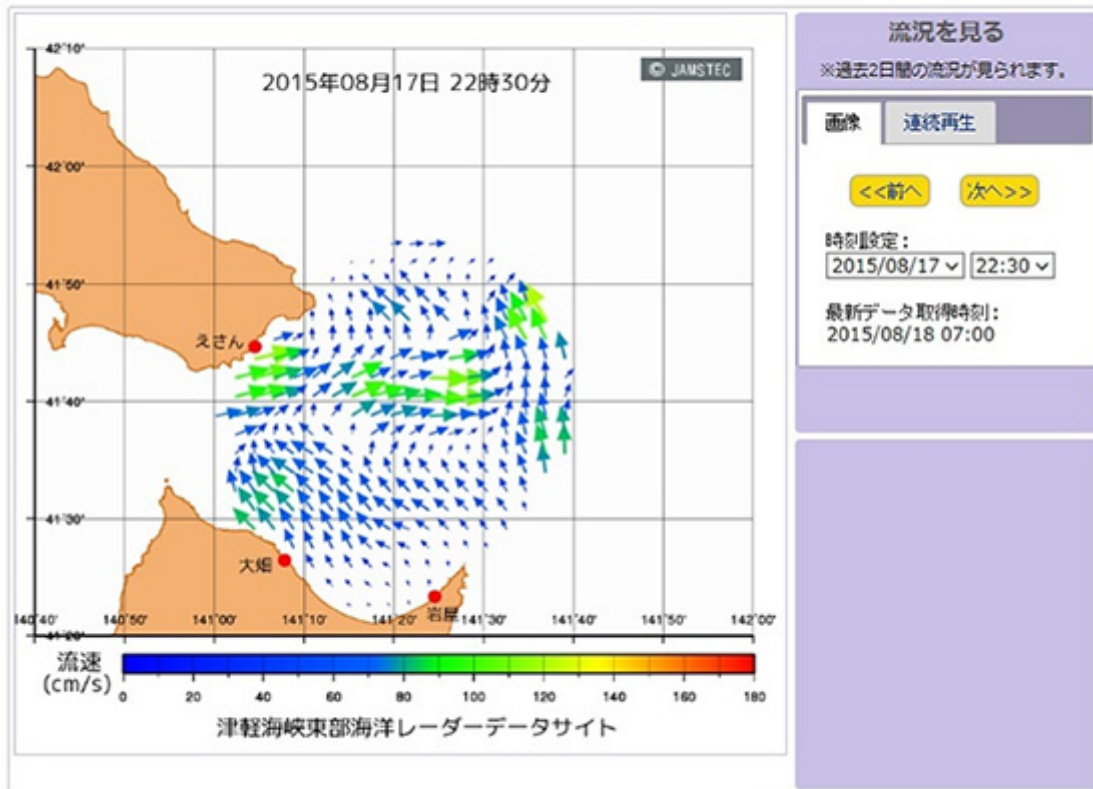 2015年08月17日 22時30分
© JAMSTEC
42°10'
42°00'
41°50'
41°40'
41°30'
41°20'
えさん
大畑
岩屋
140°40' 140°50' 141°00' 141°10' 141°20' 141°30' 141°40' 141°50' 142°00'
流速
(cm/s)
0 20 40 60 80 100 120 140 160 180
津軽海峡東部海洋レーダーデータサイト
流況を見る
※過去2日間の流況が見られます。
画像 連続再生
<<前へ 次へ>>
時刻設定:
2015/08/17 22:30
最新データ取得時刻:
2015/08/18 07:00